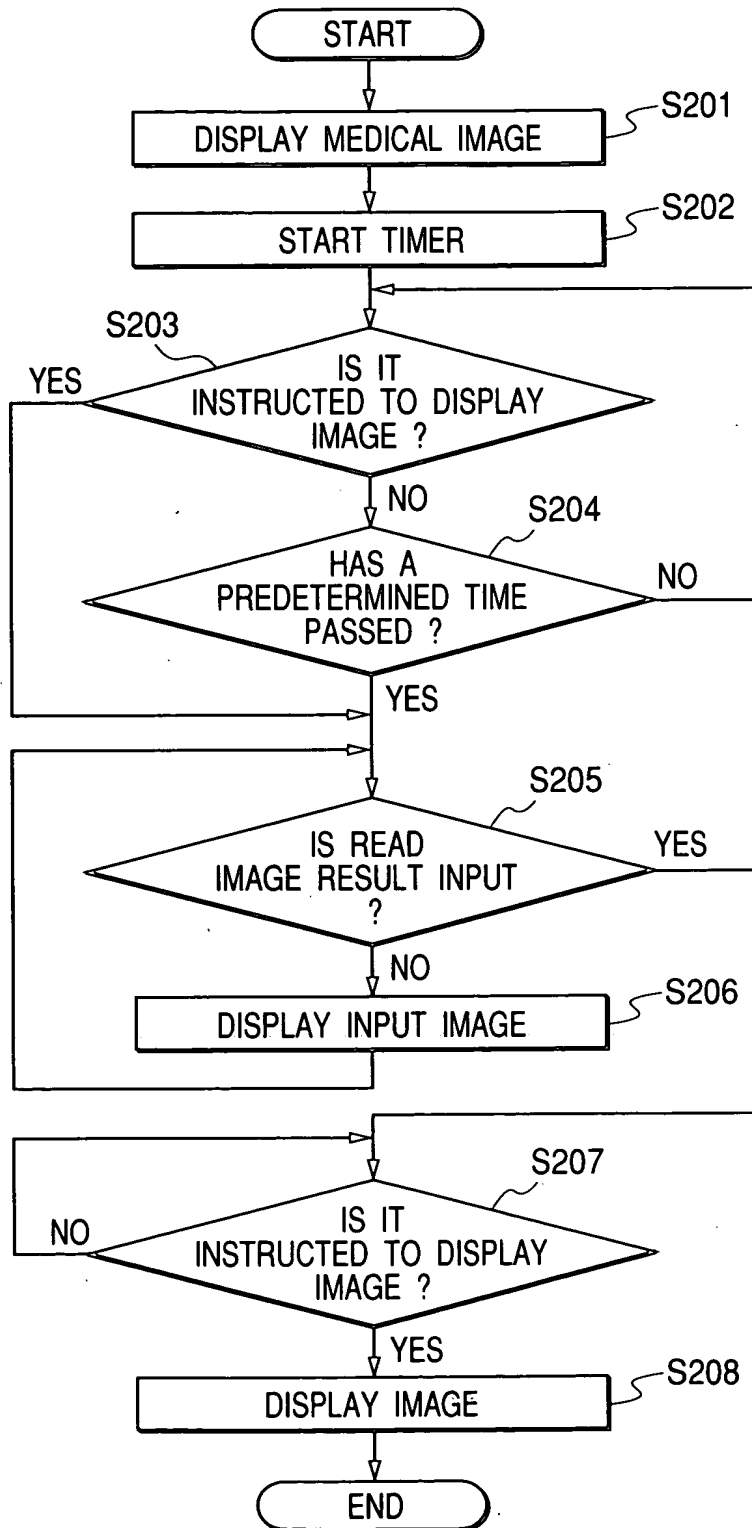 START
DISPLAY MEDICAL IMAGE
S201
START TIMER
S202
S203
YES
IS IT
INSTRUCTED TO DISPLAY
IMAGE ?
NO
S204
HAS A
PREDETERMINED TIME
PASSED ?
NO
YES
S205
IS READ
IMAGE RESULT INPUT
?
YES
NO
DISPLAY INPUT IMAGE
S206
S207
NO
IS IT
INSTRUCTED TO DISPLAY
IMAGE ?
YES
DISPLAY IMAGE
S208
END